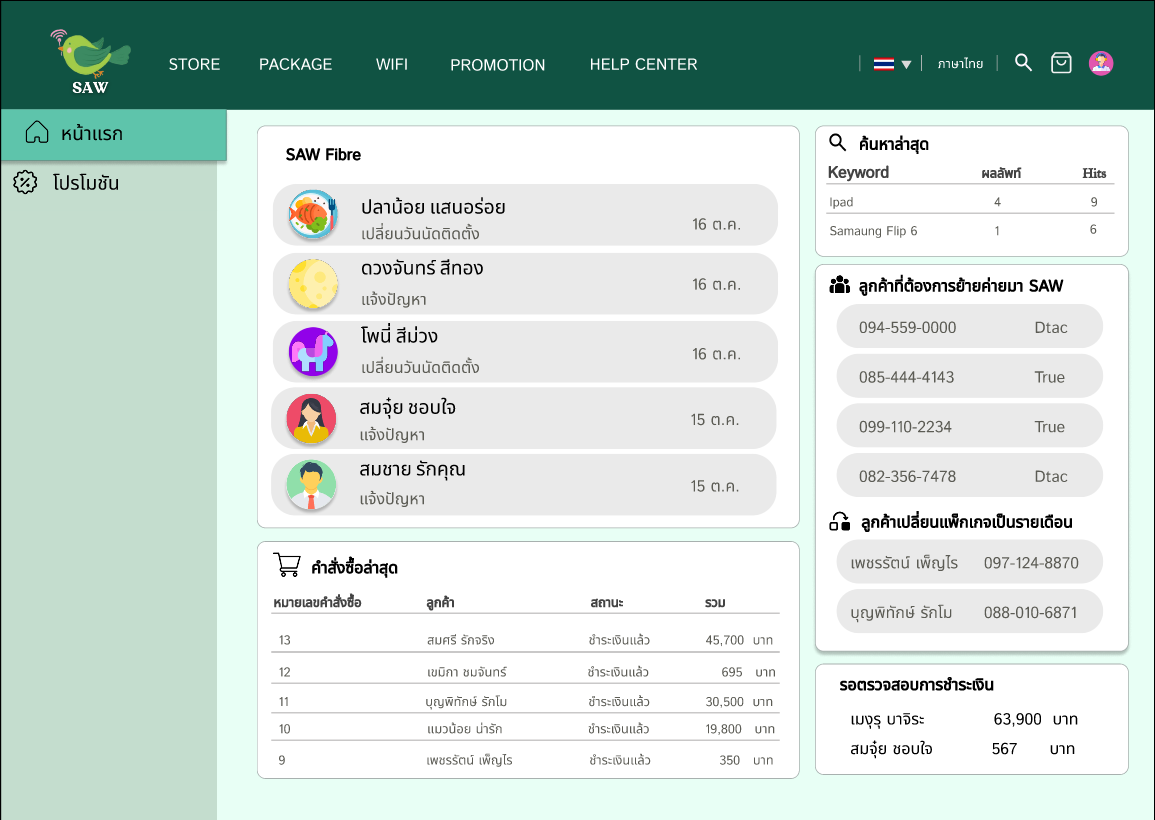 SAW
STORE PACKAGE WIFI PROMOTION HELP CENTER ภาษาไทย
หน้าแรก
โปรโมชัน
SAW Fibre
ปลาน้อย แสนอร่อย
เปลี่ยนวันนัดติดตั้ง 16 ต.ค.
ดวงจันทร์ สีทอง
แจ้งปัญหา 16 ต.ค.
โพนี่ สีม่วง
เปลี่ยนวันนัดติดตั้ง 16 ต.ค.
สมจุ๋ย ชอบใจ
แจ้งปัญหา 15 ต.ค.
สมชาย รักคุณ
แจ้งปัญหา 15 ต.ค.
คำสั่งซื้อล่าสุด
หมายเลขคำสั่งซื้อ ลูกค้า สถานะ รวม
13 สมศรี รักจริง ชำระเงินแล้ว 45,700 บาท
12 เขมิกา ชมจันทร์ ชำระเงินแล้ว 695 บาท
11 บุญพิทักษ์ รักโม ชำระเงินแล้ว 30,500 บาท
10 แมวน้อย น่ารัก ชำระเงินแล้ว 19,800 บาท
9 เพชรรัตน์ เพ็ญไร ชำระเงินแล้ว 350 บาท
ค้นหาล่าสุด
Keyword ผลลัพท์ Hits
Ipad 4 9
Samaung Flip 6 1 6
ลูกค้าที่ต้องการย้ายค่ายมา SAW
094-559-0000 Dtac
085-444-4143 True
099-110-2234 True
082-356-7478 Dtac
ลูกค้าเปลี่ยนแพ็กเกจเป็นรายเดือน
เพชรรัตน์ เพ็ญไร 097-124-8870
บุญพิทักษ์ รักโม 088-010-6871
รอตรวจสอบการชำระเงิน
เมงุรุ บาจิระ 63,900 บาท
สมจุ๋ย ชอบใจ 567 บาท